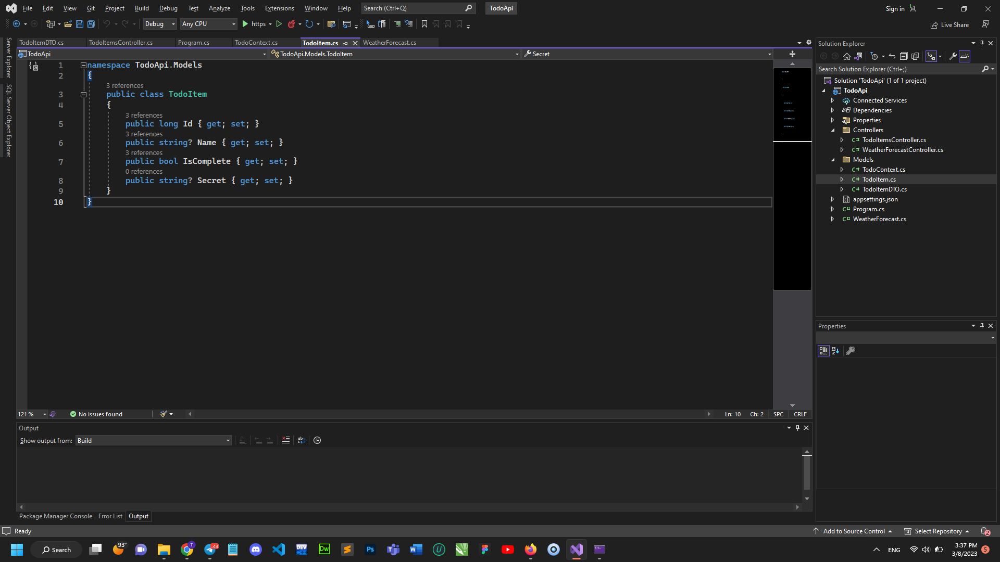 File Edit View Git Project Build Debug Test Analyze Tools Extensions Window Help Search (Ctrl+Q) TodoApi Sign in
Debug Any CPU https Live Share
TodoItemDTO.cs TodoItemsController.cs Program.cs TodoContext.cs TodoItem.cs WeatherForecast.cs
TodoApi TodoApi.Models.TodoItem Secret
Server Explorer
SQL Server Object Explorer
1 namespace TodoApi.Models
2 {
3 references
3 public class TodoItem
4 {
3 references
5 public long Id { get; set; }
3 references
6 public string? Name { get; set; }
3 references
7 public bool IsComplete { get; set; }
0 references
8 public string? Secret { get; set; }
9 }
10 }
121 % No issues found Ln: 10 Ch: 2 SPC CRLF
Output
Show output from: Build
Package Manager Console Error List Output
Solution Explorer
Search Solution Explorer (Ctrl+;)
Solution 'TodoApi' (1 of 1 project)
TodoApi
Connected Services
Dependencies
Properties
Controllers
C# TodoItemsController.cs
C# WeatherForecastController.cs
Models
C# TodoContext.cs
C# TodoItem.cs
C# TodoItemDTO.cs
appsettings.json
C# Program.cs
C# WeatherForecast.cs
Properties
Ready Add to Source Control Select Repository 2
Search 93° T 43 DEV Dw Ps ENG 3:37 PM 5
3/8/2023